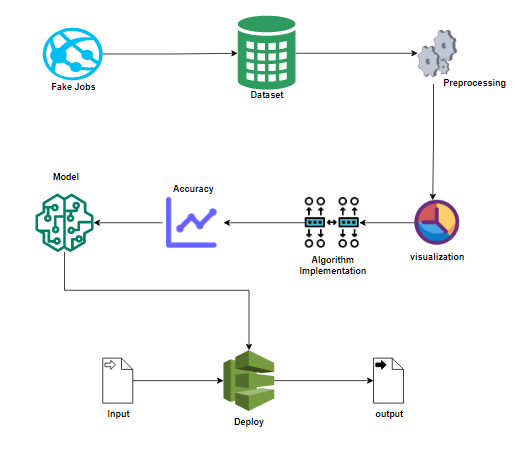 Fake Jobs
Dataset
Preprocessing
Model
Accuracy
Algorithm
Implementation
visualization
Input
Deploy
output